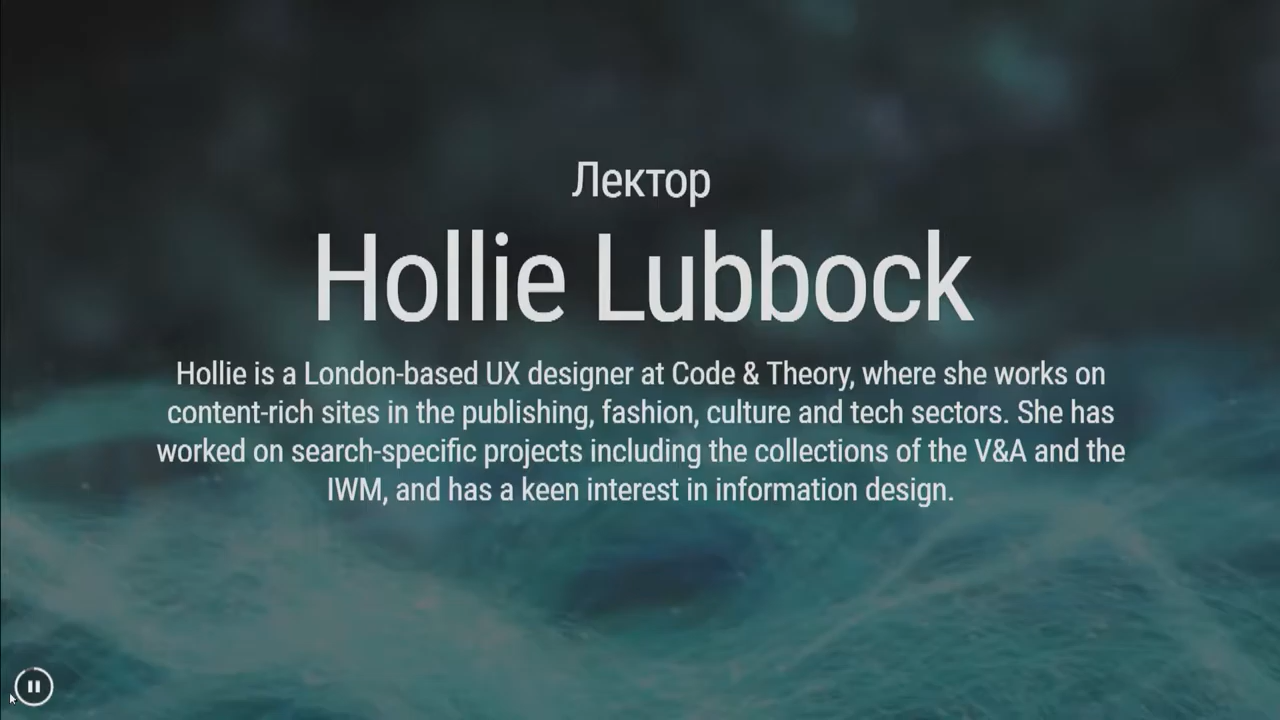 Лектор
Hollie Lubbock
Hollie is a London-based UX designer at Code & Theory, where she works on
content-rich sites in the publishing, fashion, culture and tech sectors. She has
worked on search-specific projects including the collections of the V&A and the
IWM, and has a keen interest in information design.